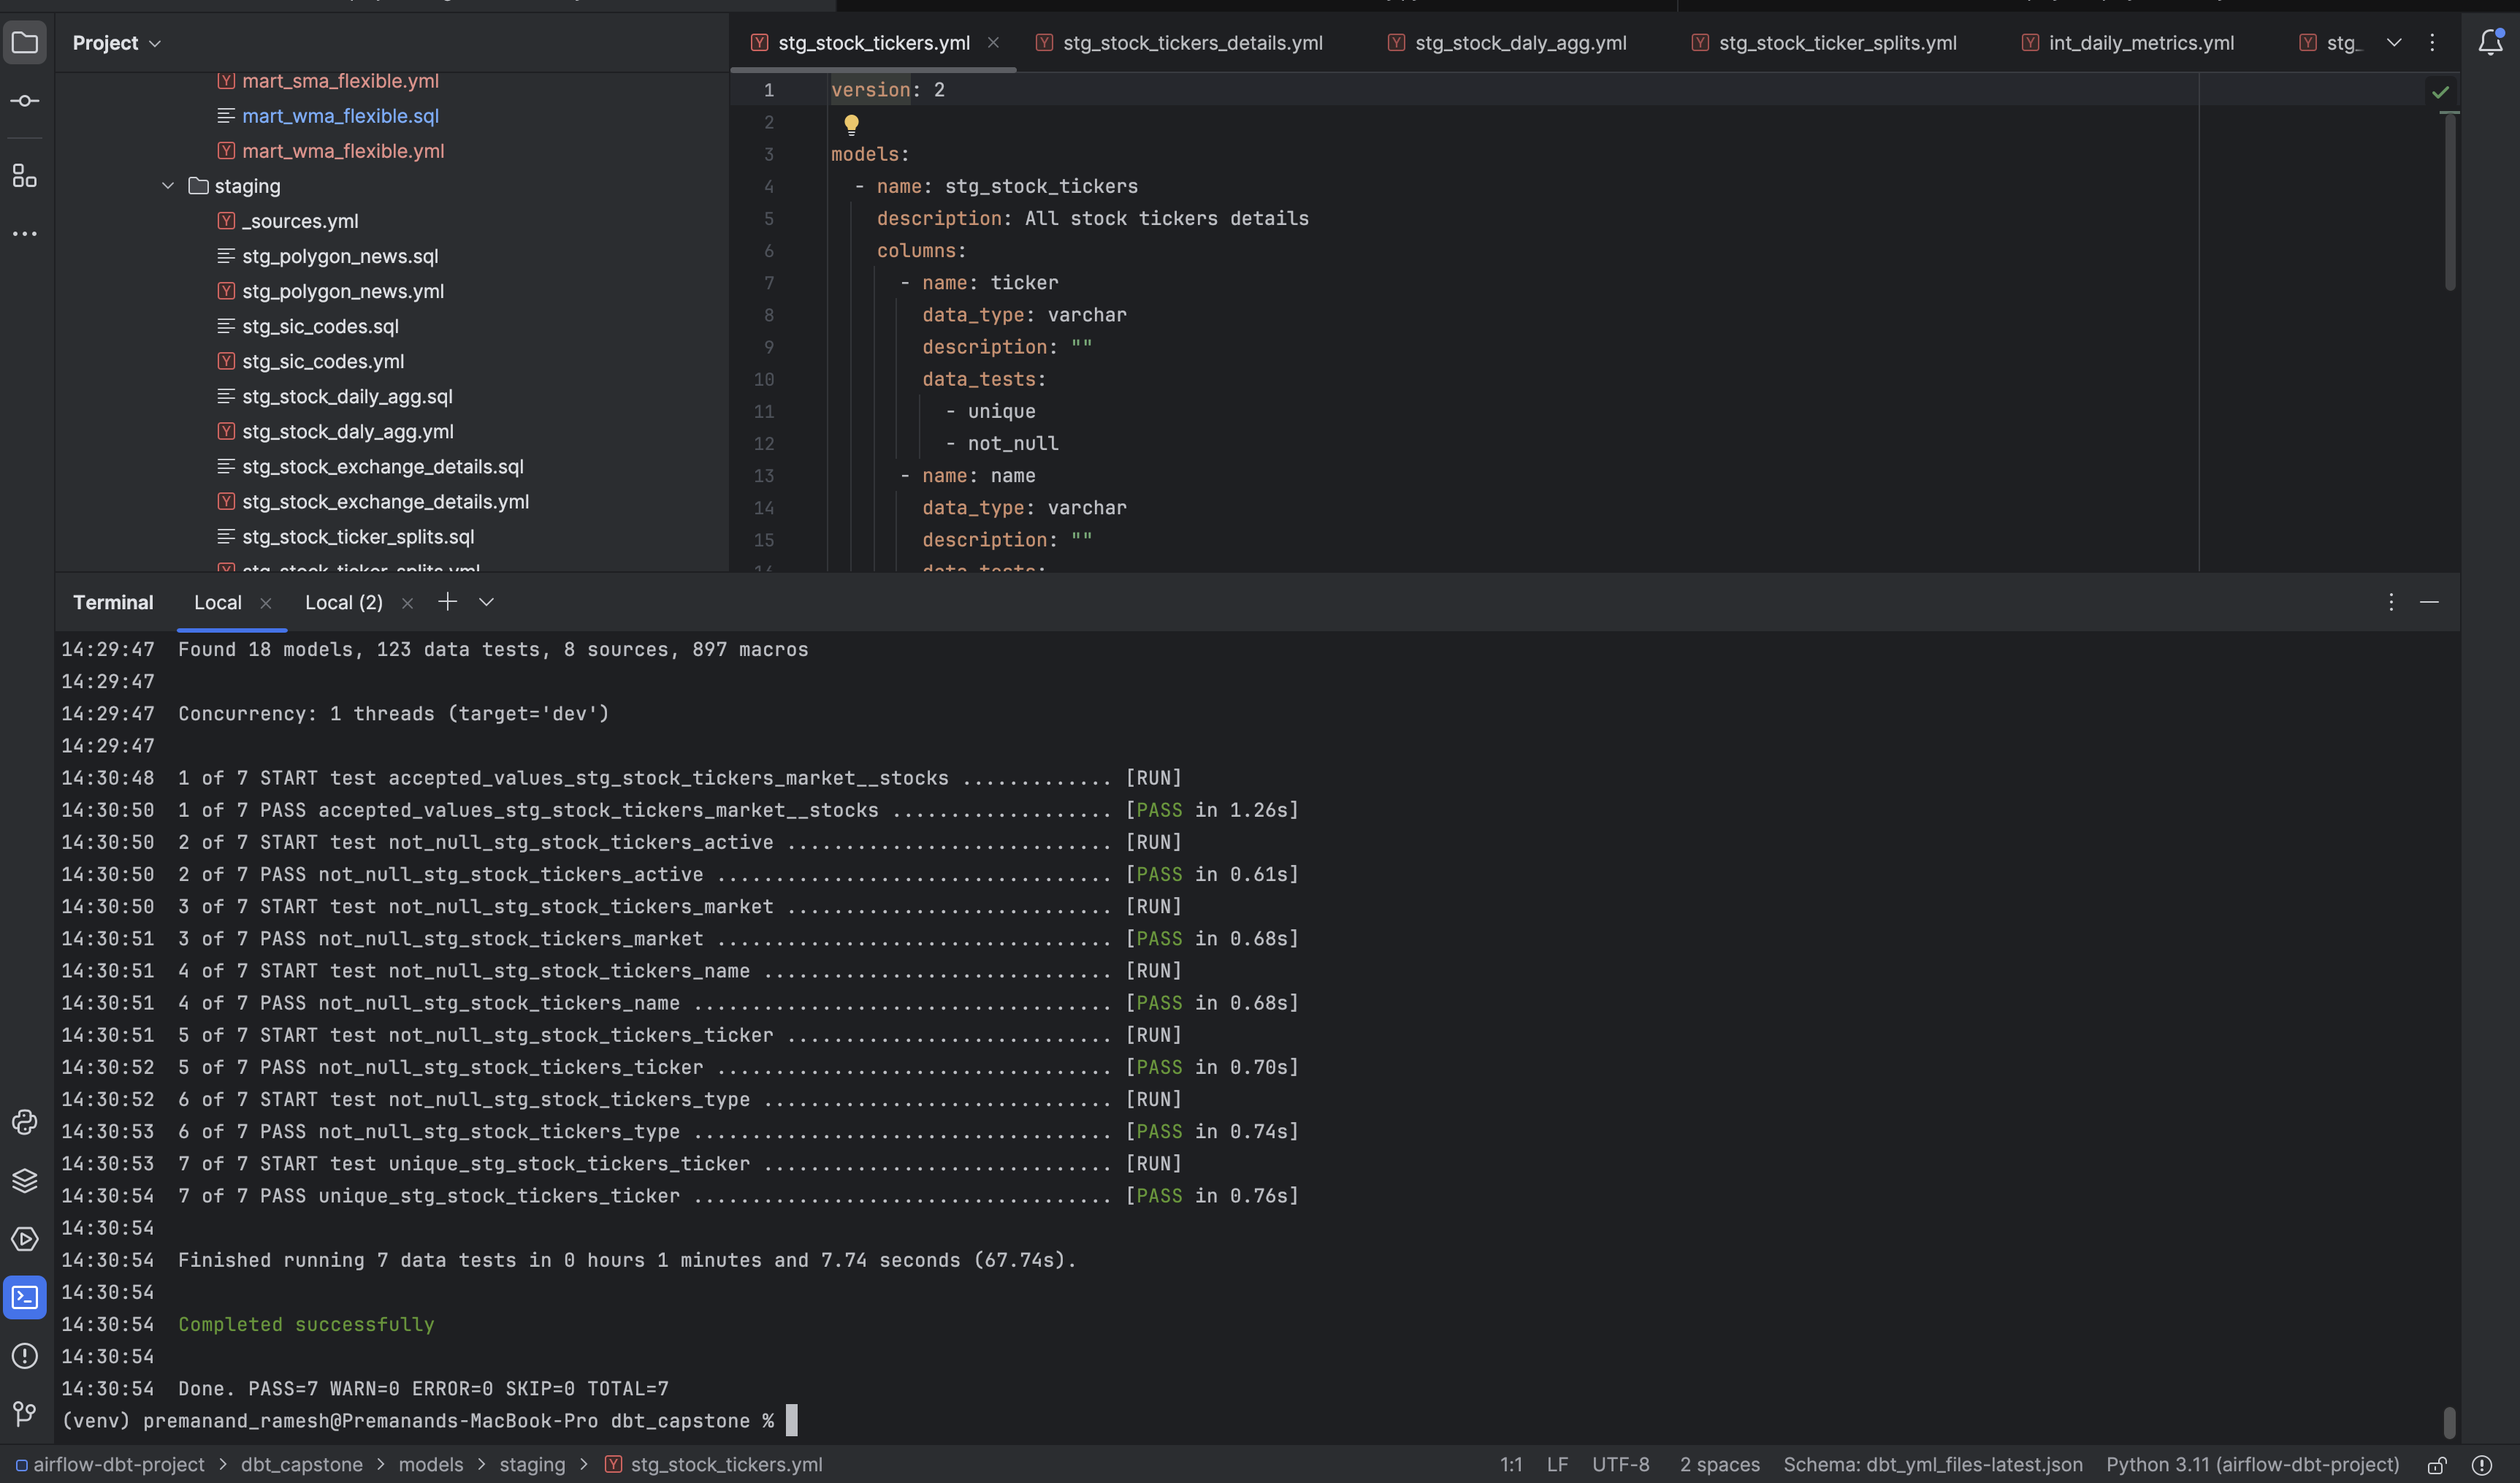 Project
stg_stock_tickers.yml
stg_stock_tickers_details.yml
stg_stock_daly_agg.yml
stg_stock_ticker_splits.yml
int_daily_metrics.yml
stg_
mart_sma_flexible.yml
mart_wma_flexible.sql
mart_wma_flexible.yml
staging
_sources.yml
stg_polygon_news.sql
stg_polygon_news.yml
stg_sic_codes.sql
stg_sic_codes.yml
stg_stock_daily_agg.sql
stg_stock_daly_agg.yml
stg_stock_exchange_details.sql
stg_stock_exchange_details.yml
stg_stock_ticker_splits.sql
stg_stock_ticker_splits.yml
1 version: 2
2
3 models:
4 - name: stg_stock_tickers
5 description: All stock tickers details
6 columns:
7 - name: ticker
8 data_type: varchar
9 description: ""
10 data_tests:
11 - unique
12 - not_null
13 - name: name
14 data_type: varchar
15 description: ""
16 data_tests:
Terminal Local Local (2)
14:29:47 Found 18 models, 123 data tests, 8 sources, 897 macros
14:29:47
14:29:47 Concurrency: 1 threads (target='dev')
14:29:47
14:30:48 1 of 7 START test accepted_values_stg_stock_tickers_market__stocks ............. [RUN]
14:30:50 1 of 7 PASS accepted_values_stg_stock_tickers_market__stocks ................... [PASS in 1.26s]
14:30:50 2 of 7 START test not_null_stg_stock_tickers_active ............................ [RUN]
14:30:50 2 of 7 PASS not_null_stg_stock_tickers_active .................................. [PASS in 0.61s]
14:30:50 3 of 7 START test not_null_stg_stock_tickers_market ............................ [RUN]
14:30:51 3 of 7 PASS not_null_stg_stock_tickers_market .................................. [PASS in 0.68s]
14:30:51 4 of 7 START test not_null_stg_stock_tickers_name .............................. [RUN]
14:30:51 4 of 7 PASS not_null_stg_stock_tickers_name .................................... [PASS in 0.68s]
14:30:51 5 of 7 START test not_null_stg_stock_tickers_ticker ............................ [RUN]
14:30:52 5 of 7 PASS not_null_stg_stock_tickers_ticker .................................. [PASS in 0.70s]
14:30:52 6 of 7 START test not_null_stg_stock_tickers_type .............................. [RUN]
14:30:53 6 of 7 PASS not_null_stg_stock_tickers_type .................................... [PASS in 0.74s]
14:30:53 7 of 7 START test unique_stg_stock_tickers_ticker .............................. [RUN]
14:30:54 7 of 7 PASS unique_stg_stock_tickers_ticker .................................... [PASS in 0.76s]
14:30:54
14:30:54 Finished running 7 data tests in 0 hours 1 minutes and 7.74 seconds (67.74s).
14:30:54
14:30:54 Completed successfully
14:30:54
14:30:54 Done. PASS=7 WARN=0 ERROR=0 SKIP=0 TOTAL=7
(venv) premanand_ramesh@Premanands-MacBook-Pro dbt_capstone %
airflow-dbt-project > dbt_capstone > models > staging > stg_stock_tickers.yml
1:1 LF UTF-8 2 spaces Schema: dbt_yml_files-latest.json Python 3.11 (airflow-dbt-project)